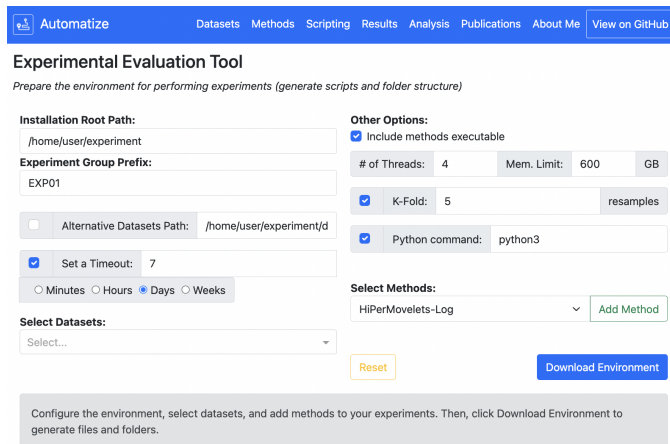 Automatize
Datasets Methods Scripting Results Analysis Publications About Me View on GitHub
Experimental Evaluation Tool
Prepare the environment for performing experiments (generate scripts and folder structure)
Installation Root Path:
/home/user/experiment
Experiment Group Prefix:
EXP01
Alternative Datasets Path: /home/user/experiment/d
Set a Timeout: 7
Minutes Hours Days Weeks
Select Datasets:
Select...
Other Options:
Include methods executable
# of Threads: 4 Mem. Limit: 600 GB
K-Fold: 5 resamples
Python command: python3
Select Methods:
HiPerMovelets-Log Add Method
Reset Download Environment
Configure the environment, select datasets, and add methods to your experiments. Then, click Download Environment to
generate files and folders.